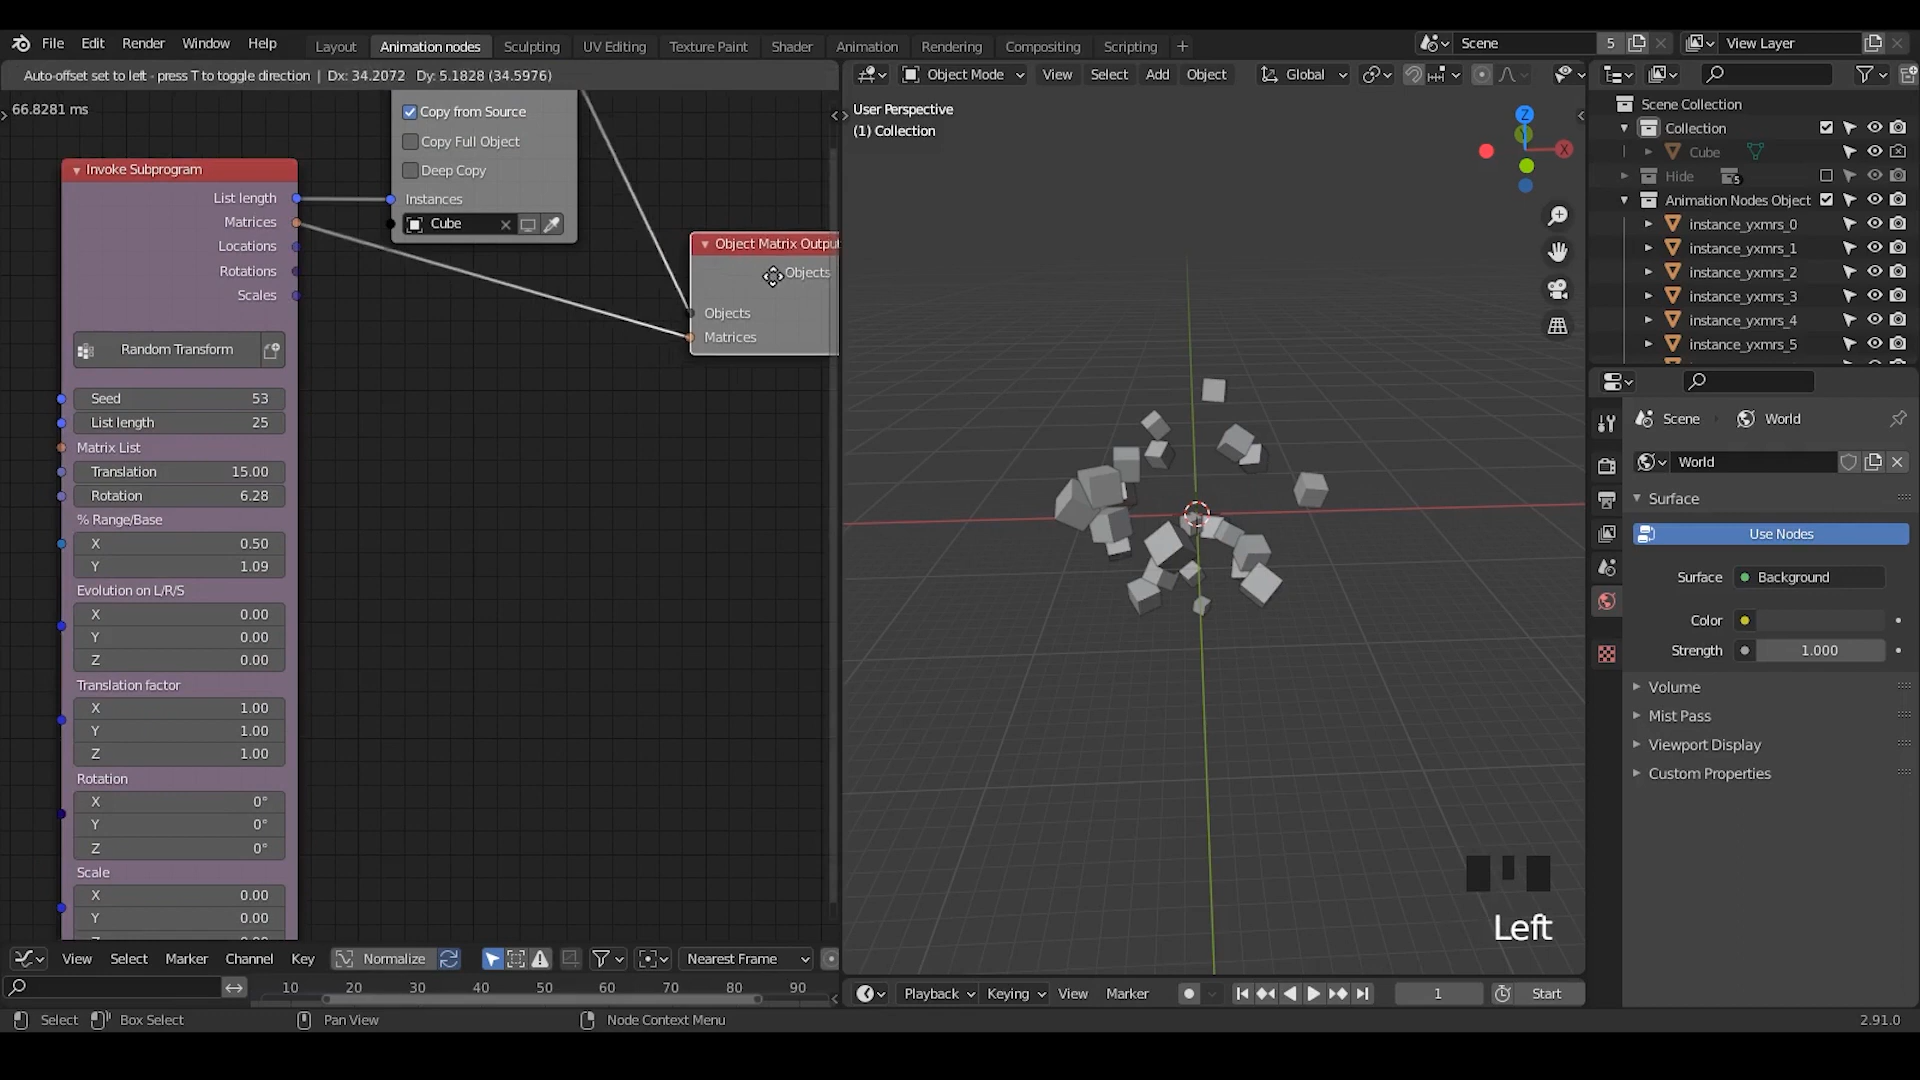 File Edit Render Window Help Layout Animation nodes Sculpting UV Editing Texture Paint Shader Animation Rendering Compositing Scripting + Scene 5 View Layer
Auto-offset set to left - press T to toggle direction | Dx: 34.2072 Dy: 5.1828 (34.5976)
Object Mode View Select Add Object Global
66.8281 ms
Copy from Source
Copy Full Object
Deep Copy
Instances
Cube
Invoke Subprogram
List length
Matrices
Locations
Rotations
Scales
Random Transform
Seed 53
List length 25
Matrix List
Translation 15.00
Rotation 6.28
% Range/Base
X 0.50
Y 1.09
Evolution on L/R/S
X 0.00
Y 0.00
Z 0.00
Translation factor
X 1.00
Y 1.00
Z 1.00
Rotation
X 0°
Y 0°
Z 0°
Scale
X 0.00
Y 0.00
Object Matrix Output
Objects
Objects
Matrices
User Perspective
(1) Collection
Z
Y
X
Left
Scene Collection
Collection
Cube
Hide 5
Animation Nodes Object
instance_yxmrs_0
instance_yxmrs_1
instance_yxmrs_2
instance_yxmrs_3
instance_yxmrs_4
instance_yxmrs_5
Scene World
World
Surface
Use Nodes
Surface Background
Color
Strength 1.000
Volume
Mist Pass
Viewport Display
Custom Properties
View Select Marker Channel Key Normalize Nearest Frame
10 20 30 40 50 60 70 80 90
Playback Keying View Marker 1 Start
Select Box Select Pan View Node Context Menu 2.91.0